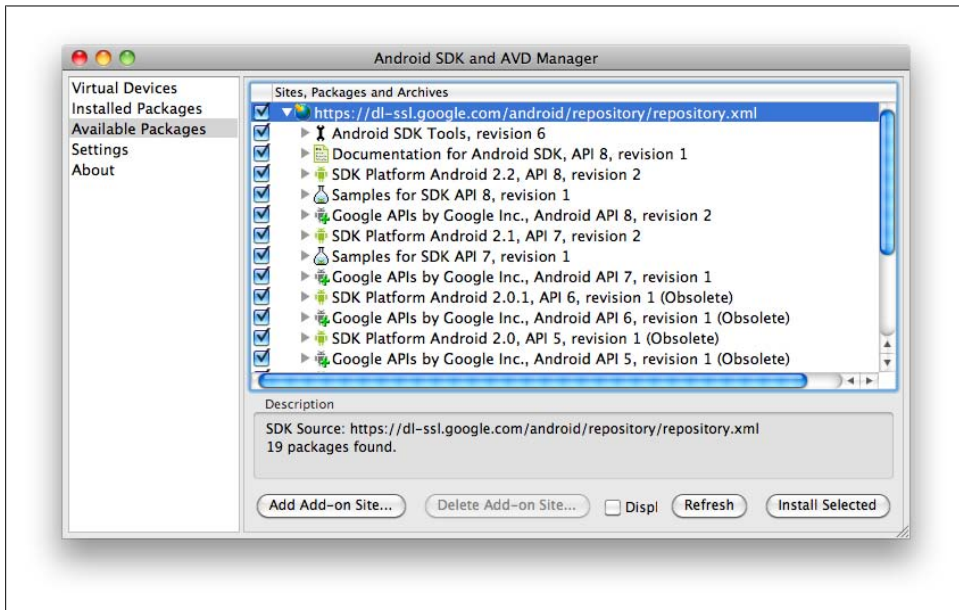 Android SDK and AVD Manager
Virtual Devices
Installed Packages
Available Packages
Settings
About
Sites, Packages and Archives
https://dl-ssl.google.com/android/repository/repository.xml
Android SDK Tools, revision 6
Documentation for Android SDK, API 8, revision 1
SDK Platform Android 2.2, API 8, revision 2
Samples for SDK API 8, revision 1
Google APIs by Google Inc., Android API 8, revision 2
SDK Platform Android 2.1, API 7, revision 2
Samples for SDK API 7, revision 1
Google APIs by Google Inc., Android API 7, revision 1
SDK Platform Android 2.0.1, API 6, revision 1 (Obsolete)
Google APIs by Google Inc., Android API 6, revision 1 (Obsolete)
SDK Platform Android 2.0, API 5, revision 1 (Obsolete)
Google APIs by Google Inc., Android API 5, revision 1 (Obsolete)
Description
SDK Source: https://dl-ssl.google.com/android/repository/repository.xml
19 packages found.
Add Add-on Site... Delete Add-on Site... Displ Refresh Install Selected